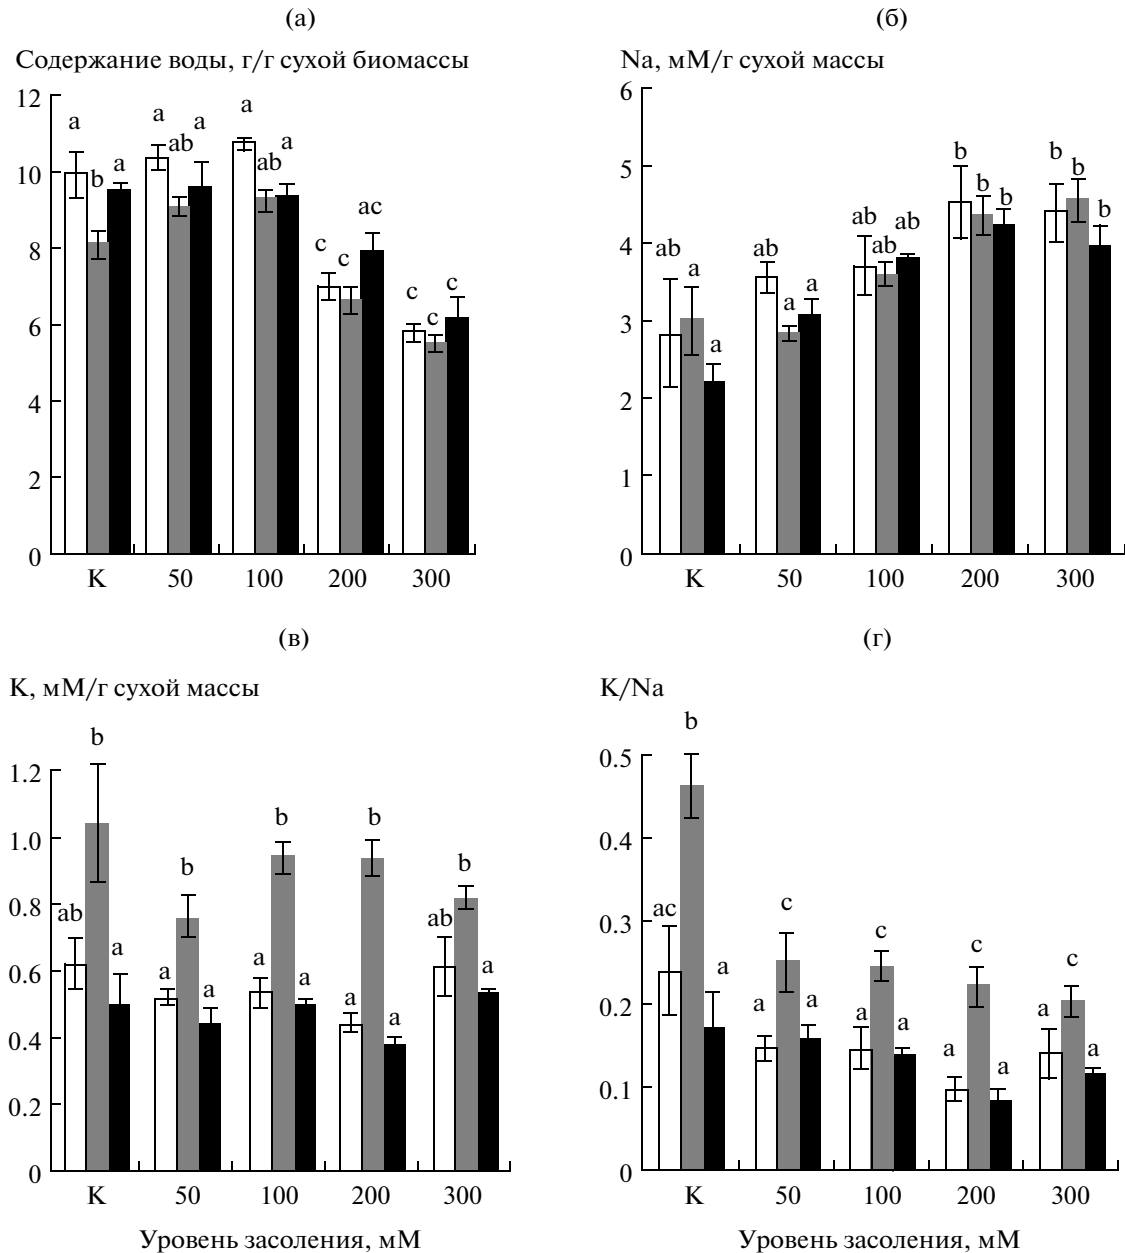 (а)
Содержание воды, г/г сухой биомассы
12
10
8
6
4
2
0
a
b
a
a
ab
a
a
ab
a
c
c
ac
c
c
c
K
50
100
200
300
(б)
Na, мМ/г сухой массы
6
5
4
3
2
1
0
ab
a
a
ab
a
a
ab
ab
ab
b
b
b
b
b
b
K
50
100
200
300
(в)
K, мМ/г сухой массы
1.2
1.0
0.8
0.6
0.4
0.2
0
ab
b
a
a
b
a
a
b
a
a
b
a
ab
b
a
K
50
100
200
300
Уровень засоления, мМ
(г)
K/Na
0.5
0.4
0.3
0.2
0.1
0
ac
b
a
a
c
a
a
c
a
a
c
a
a
c
a
K
50
100
200
300
Уровень засоления, мМ